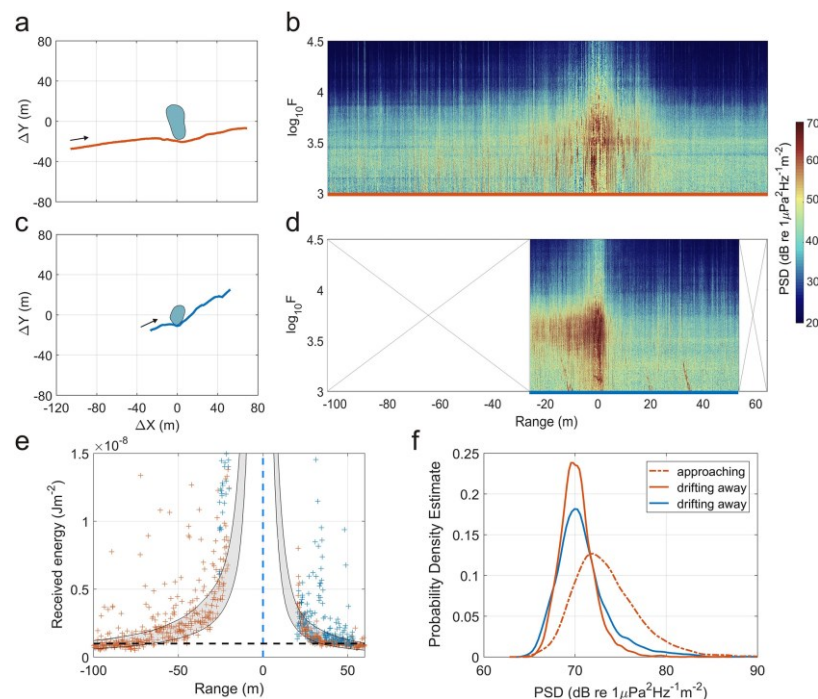 a
80
40
0
-40
-80
ΔY (m)
b
4.5
4
3.5
3
log₁₀F
c
80
40
0
-40
-80
ΔY (m)
-120
-80
-40
0
40
80
ΔX (m)
d
4.5
4
3.5
3
log₁₀F
-100
-80
-60
-40
-20
0
20
40
60
Range (m)
70
60
50
40
30
20
PSD (dB re 1μPa²Hz⁻¹m⁻²)
e
×10⁻⁸
1.5
1
0.5
0
Received energy (Jm⁻²)
-100
-50
0
50
Range (m)
f
0.25
0.2
0.15
0.1
0.05
0
Probability Density Estimate
approaching
drifting away
drifting away
60
70
80
90
PSD (dB re 1μPa²Hz⁻¹m⁻²)